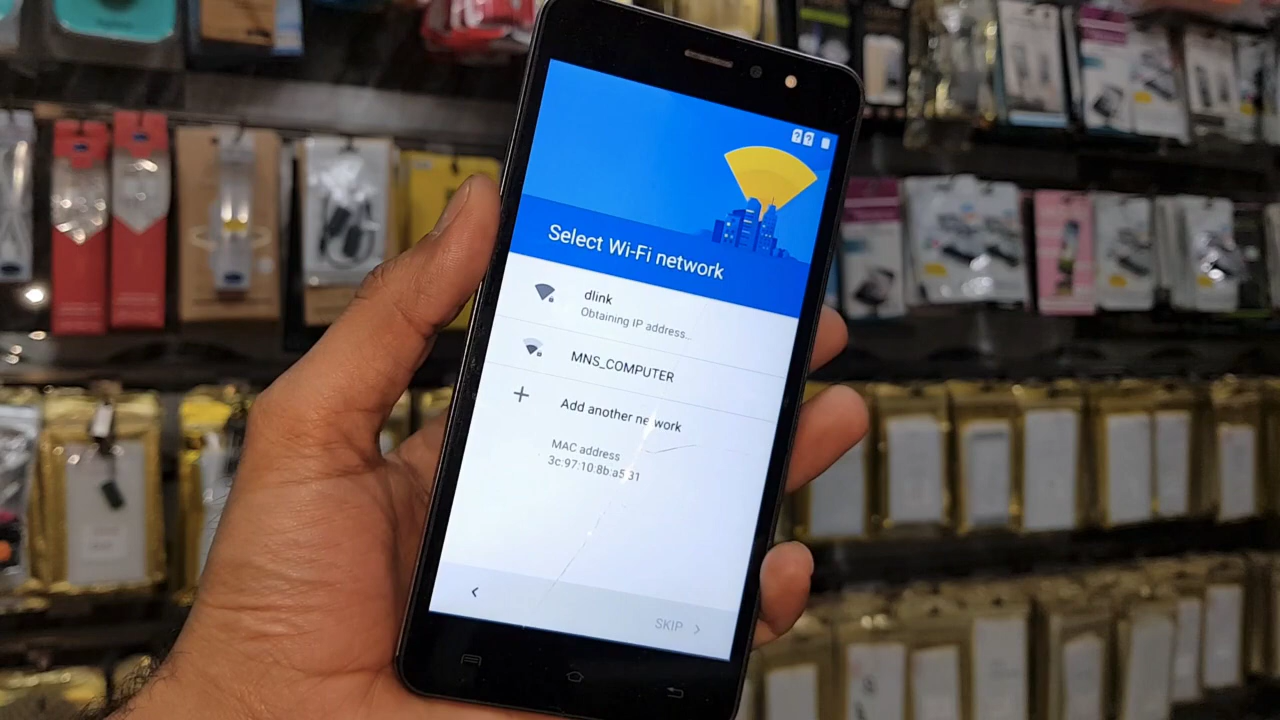 Select Wi-Fi network
dlink
Obtaining IP address...
MNS_COMPUTER
Add another network
MAC address
3c:97:10:8b:a5:31
SKIP